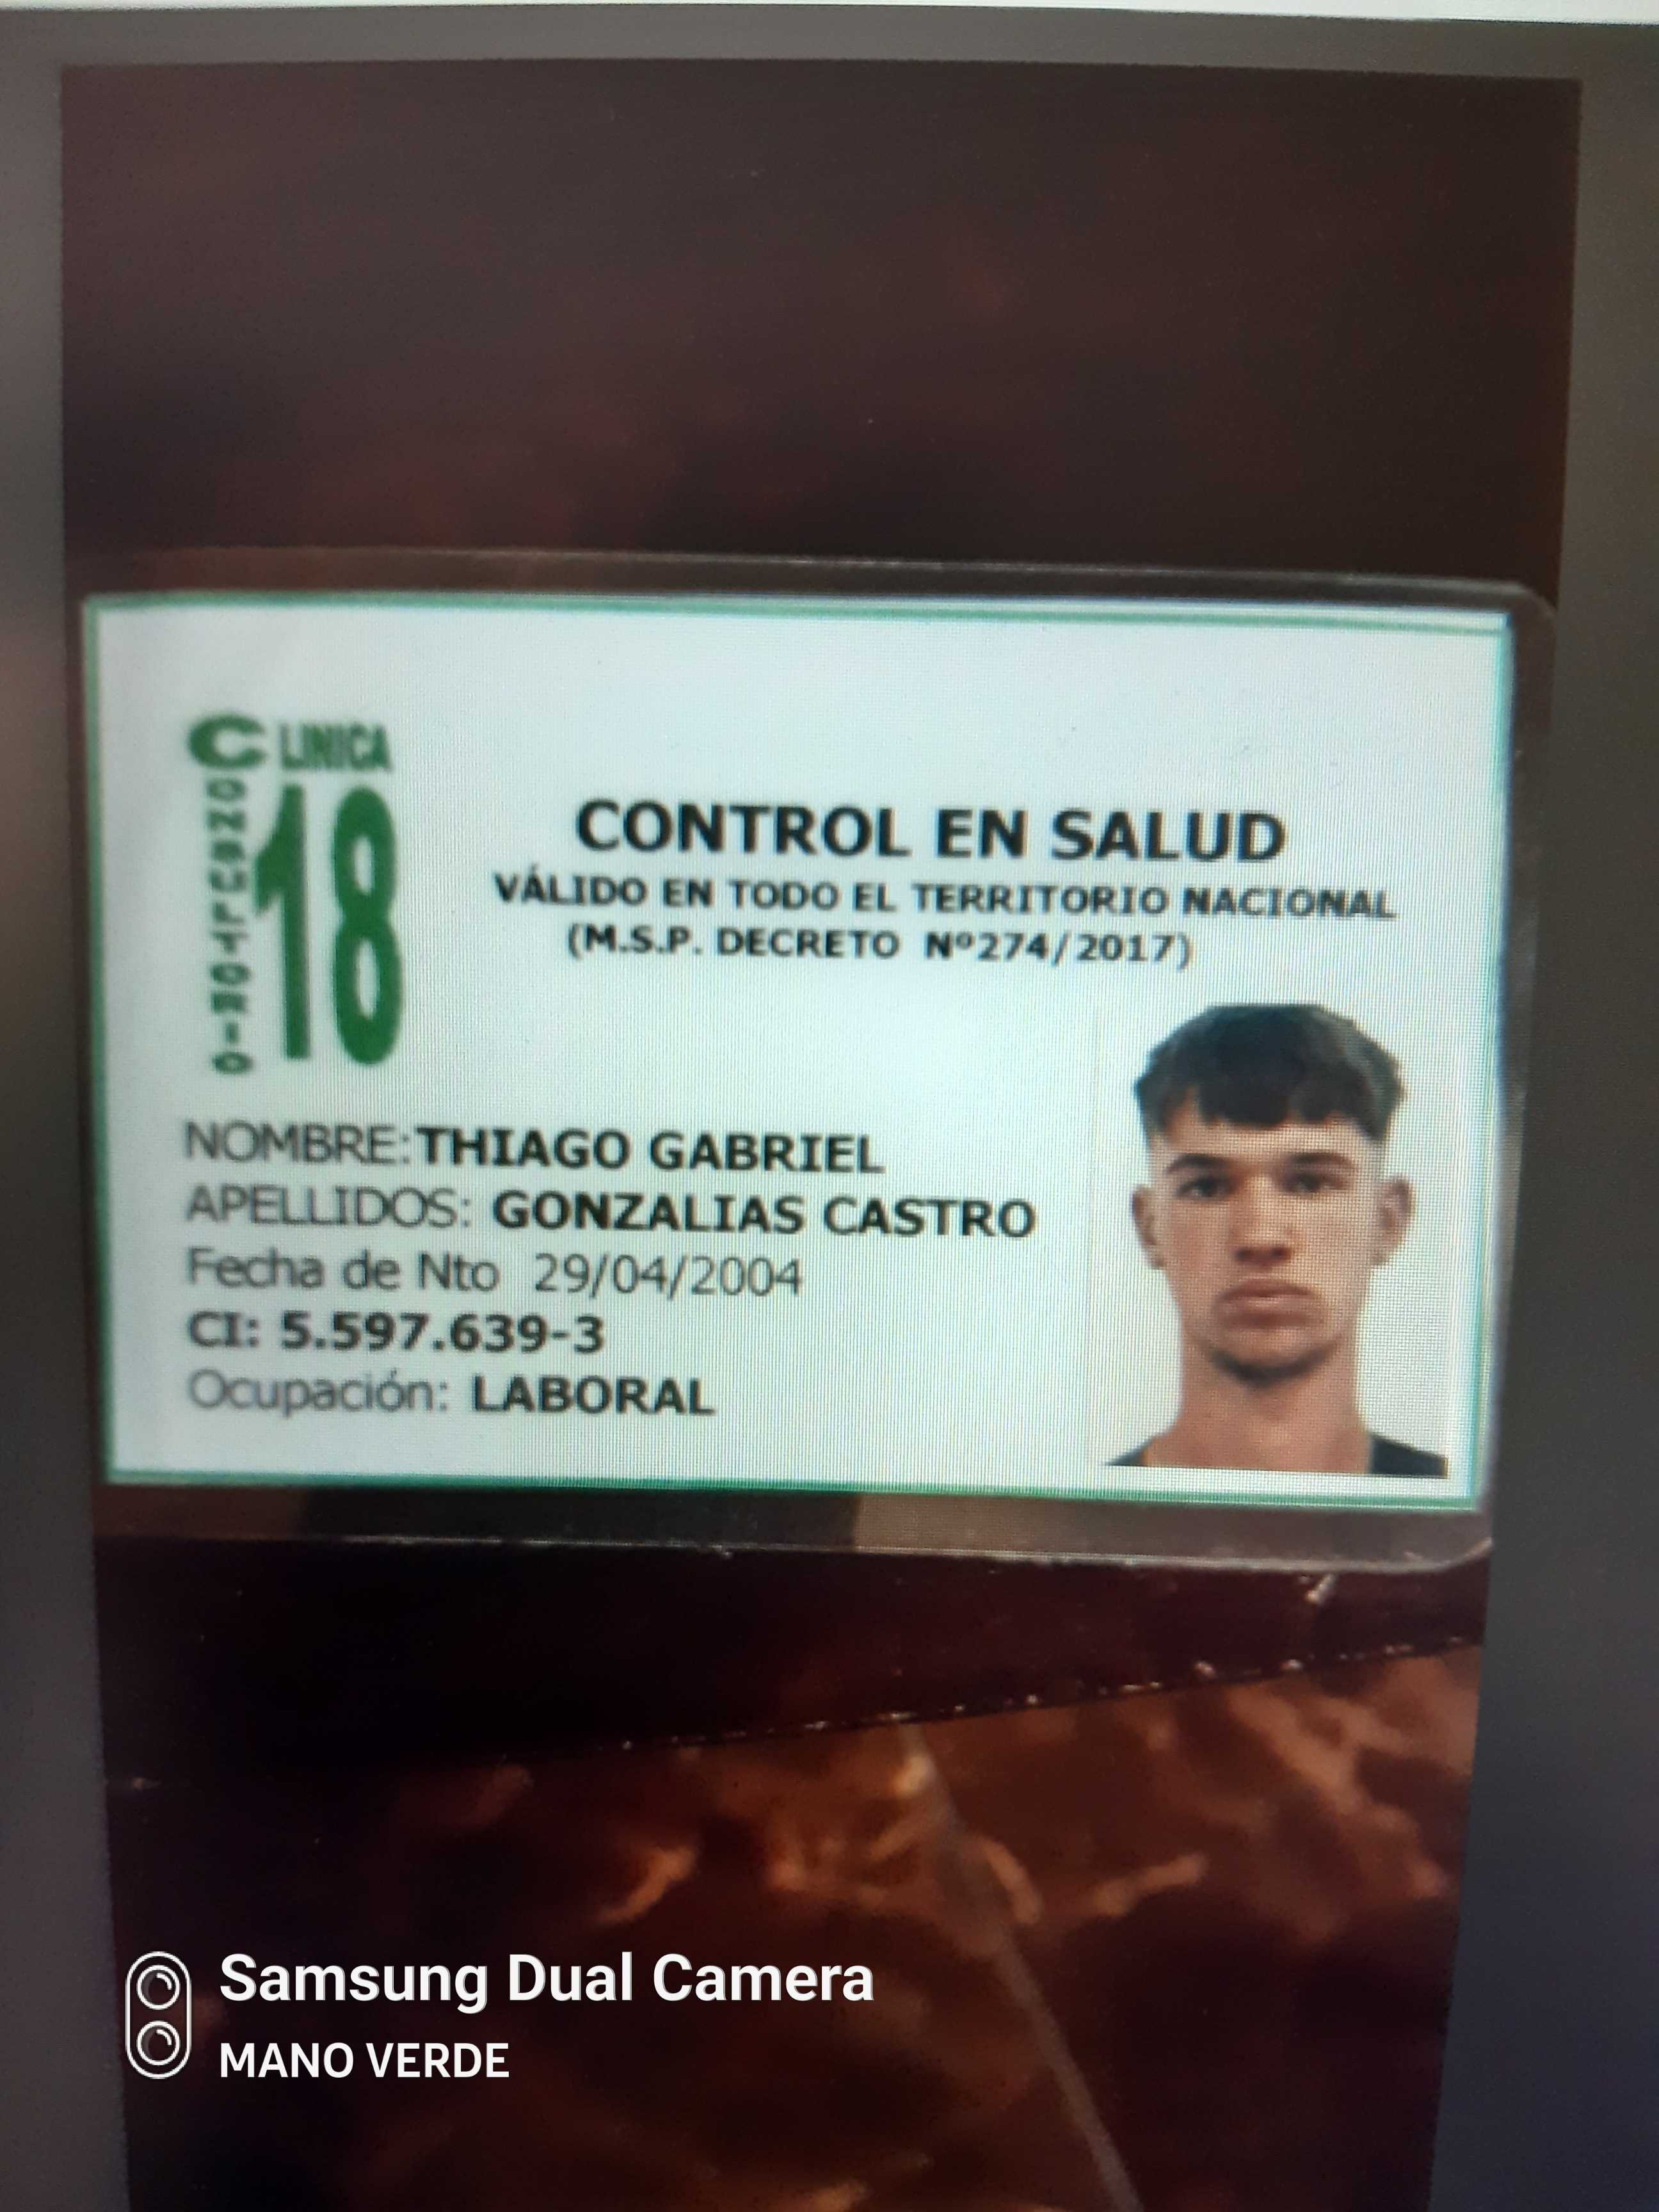 CLINICA
CONSULTORIO
18
CONTROL EN SALUD
VÁLIDO EN TODO EL TERRITORIO NACIONAL
(M.S.P. DECRETO Nº274/2017)
NOMBRE: THIAGO GABRIEL
APELLIDOS: GONZALIAS CASTRO
Fecha de Nto 29/04/2004
CI: 5.597.639-3
Ocupación: LABORAL
Samsung Dual Camera
MANO VERDE